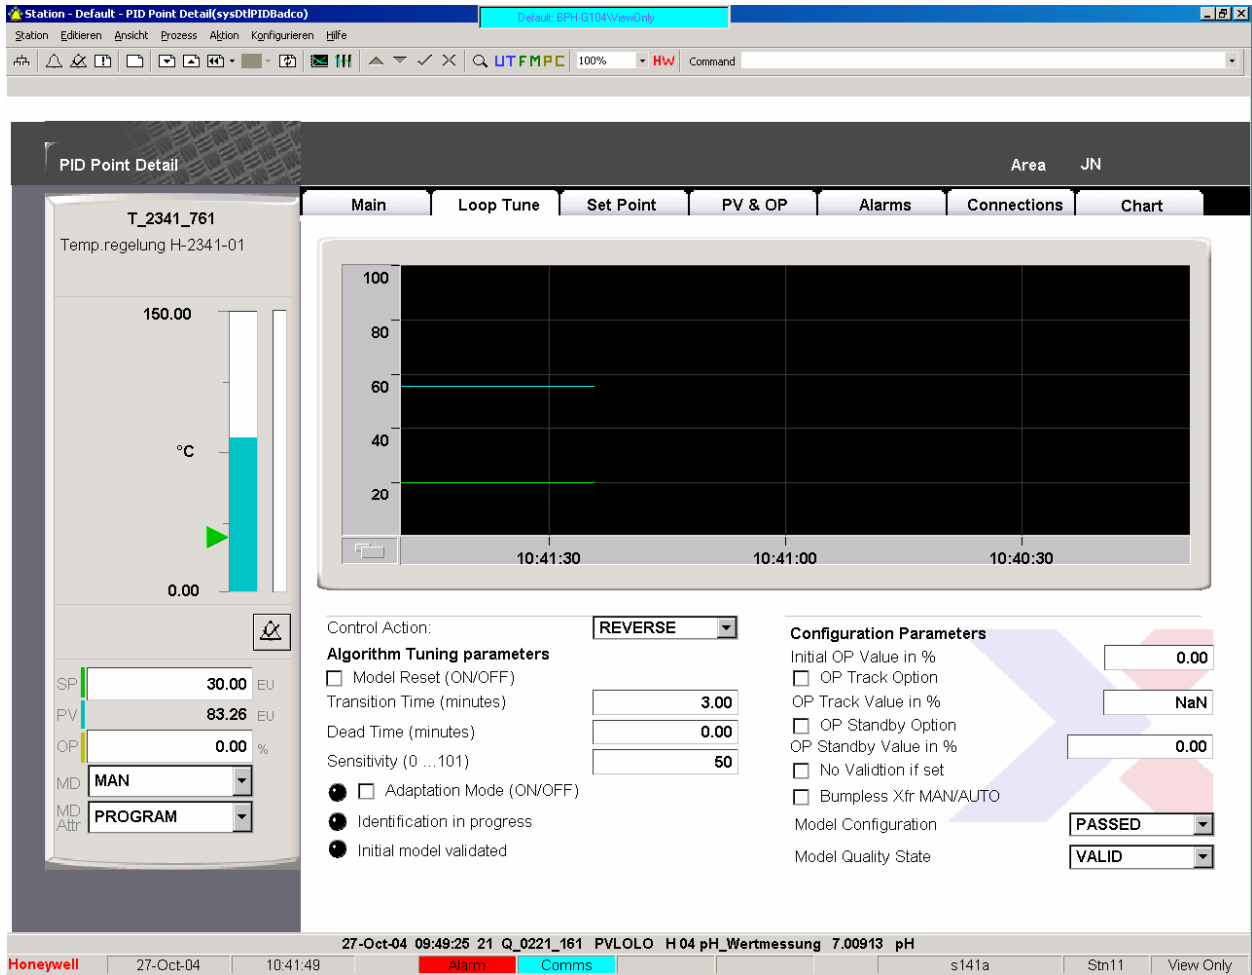 Station - Default - PID Point Detail(sysDtlPIDBadco)
Default: BPH-G104\ViewOnly
Station Editieren Ansicht Prozess Aktion Konfigurieren Hilfe
UTFMPC 100% HW Command
PID Point Detail
Area JN
Main Loop Tune Set Point PV & OP Alarms Connections Chart
T_2341_761
Temp.regelung H-2341-01
150.00
°C
0.00
SP 30.00 EU
PV 83.26 EU
OP 0.00 %
MD MAN
MD Attr PROGRAM
100
80
60
40
20
10:41:30 10:41:00 10:40:30
Control Action: REVERSE
Algorithm Tuning parameters
Model Reset (ON/OFF)
Transition Time (minutes) 3.00
Dead Time (minutes) 0.00
Sensitivity (0 ...101) 50
Adaptation Mode (ON/OFF)
Identification in progress
Initial model validated
Configuration Parameters
Initial OP Value in % 0.00
OP Track Option
OP Track Value in % NaN
OP Standby Option
OP Standby Value in % 0.00
No Validtion if set
Bumpless Xfr MAN/AUTO
Model Configuration PASSED
Model Quality State VALID
27-Oct-04 09:49:25 21 Q_0221_161 PVLOLO H 04 pH_Wertmessung 7.00913 pH
Honeywell 27-Oct-04 10:41:49 Alarm Comms s141a Stn11 View Only